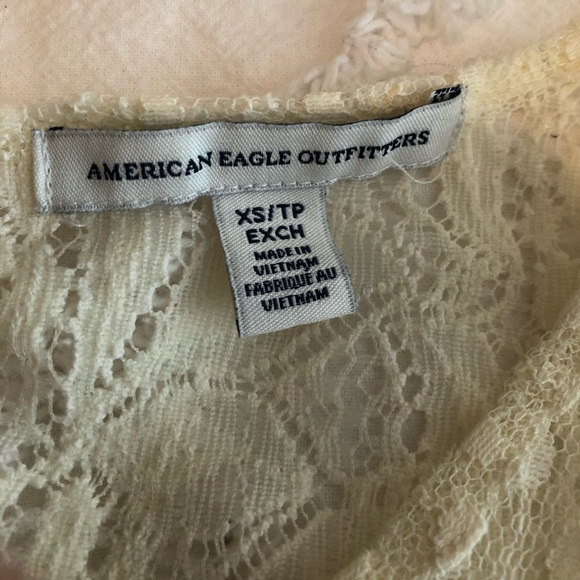 AMERICAN EAGLE OUTFITTERS
XS/TP
EXCH
MADE IN
VIETNAM
FABRIQUE AU
VIETNAM